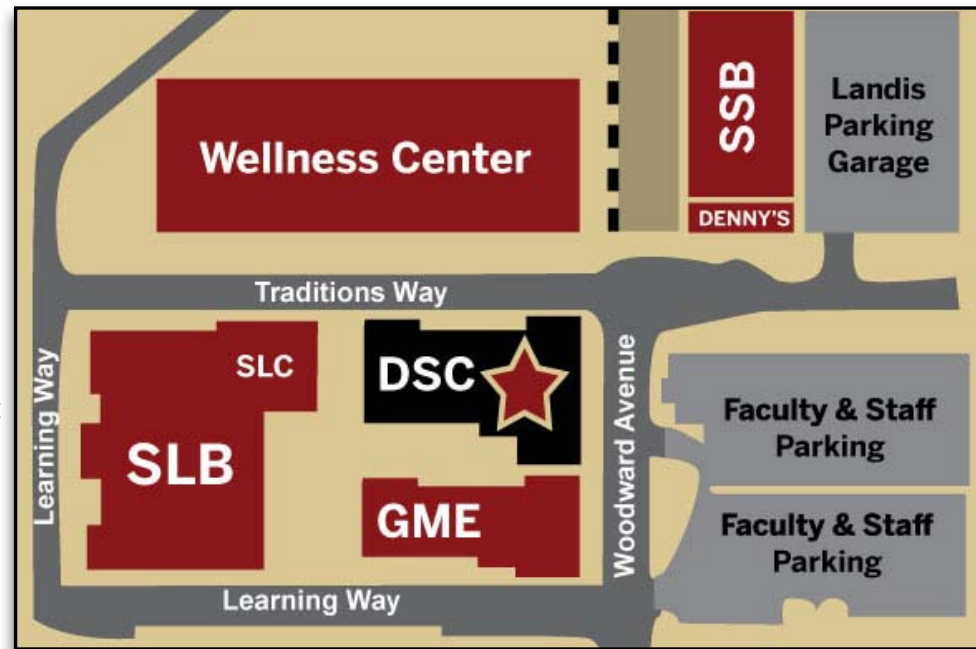 SSB
Landis
Parking
Garage
Wellness Center
DENNY'S
Traditions Way
SLC
DSC
Learning Way
SLB
Woodward Avenue
Faculty & Staff
Parking
GME
Faculty & Staff
Parking
Learning Way